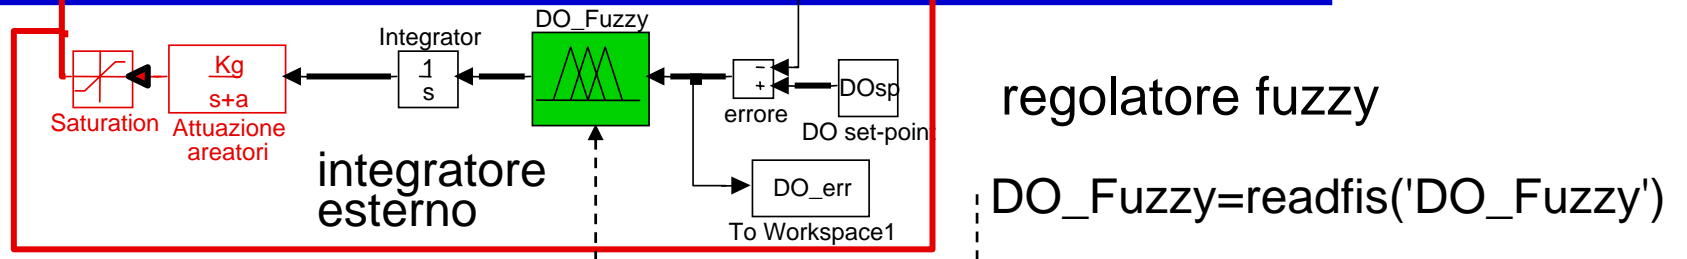 DO_Fuzzy
Integrator
Kg
s+a
1
s
−
+
DOsp
Saturation
Attuazione
areatori
errore
DO set-point
integratore
esterno
DO_err
To Workspace1
regolatore fuzzy
DO_Fuzzy=readfis('DO_Fuzzy')